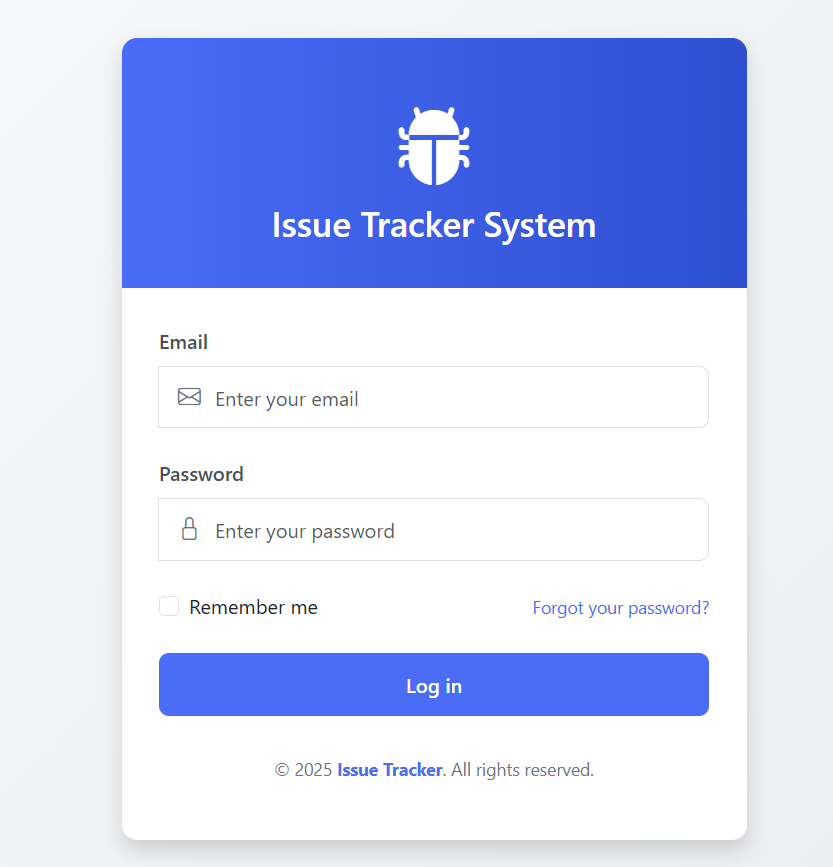 Issue Tracker System
Email
Enter your email
Password
Enter your password
Remember me
Forgot your password?
Log in
© 2025 Issue Tracker. All rights reserved.